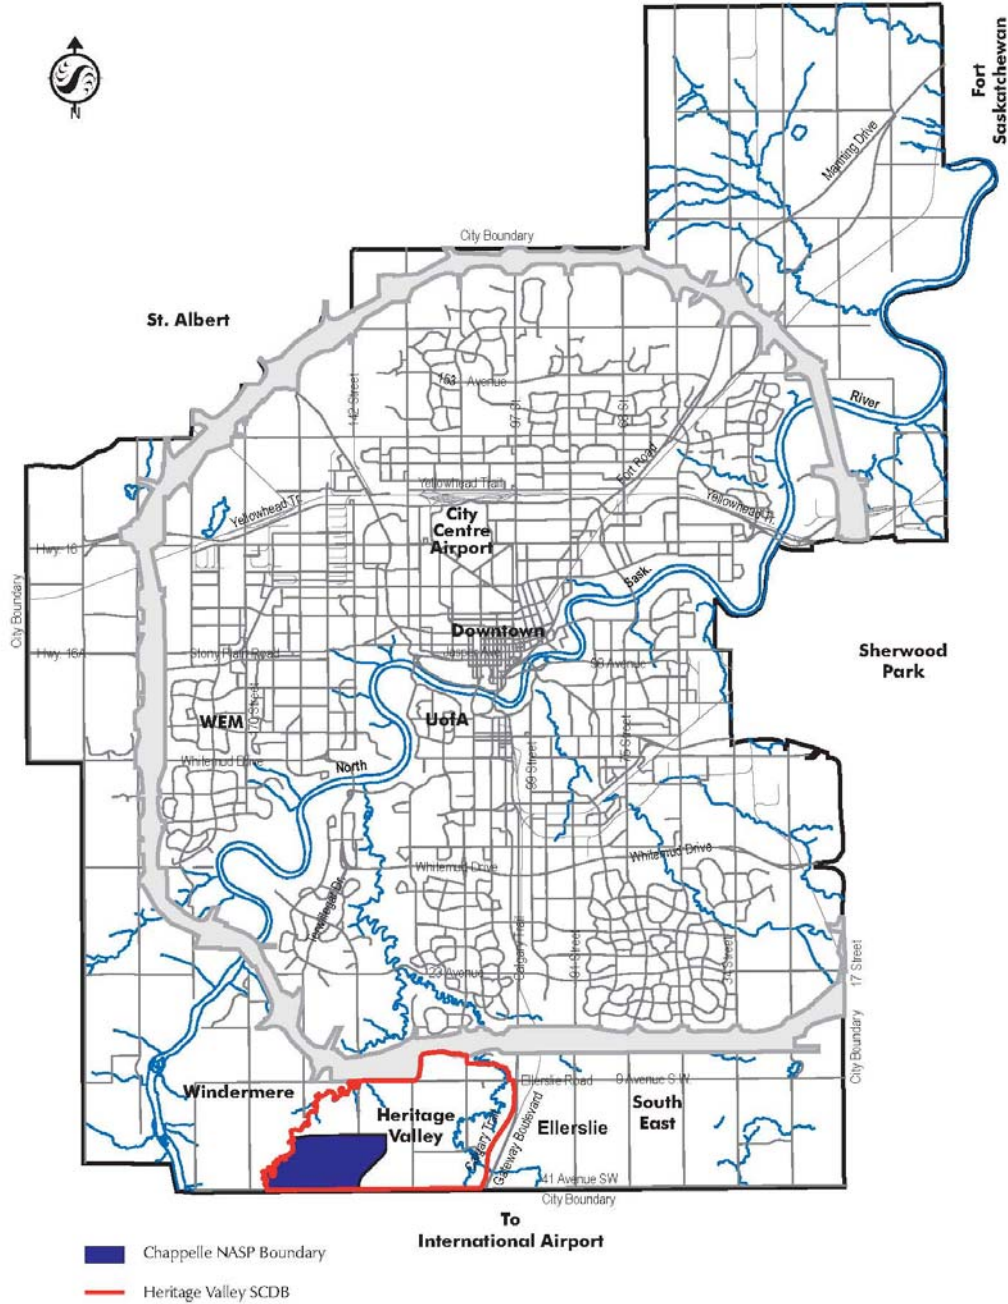 N
Fort
Saskatchewan
Manning Drive
City Boundary
St. Albert
142 Street
153 Avenue
97 St
River
Fort Road
Yellowhead Trail
Yellowhead Tr.
Yellowhead Tr.
City
Centre
Airport
Hwy. 16
City Boundary
Sask.
Downtown
Hwy. 16A
Stony Plain Road
Jasper Ave
98 Avenue
Sherwood
Park
WEM
UofA
75 Street
99 Street
Whitemud Drive
North
Whitemud Drive
Whitemud Drive
Terwillegar Dr.
Calgary Trail
91 Street
34 Street
17 Street
23 Avenue
City Boundary
Windermere
Ellerslie Road
9 Avenue S.W.
Heritage
Valley
Calgary Trail
Gateway Boulevard
Ellerslie
South
East
41 Avenue SW
City Boundary
To
International Airport
Chappelle NASP Boundary
Heritage Valley SCDB